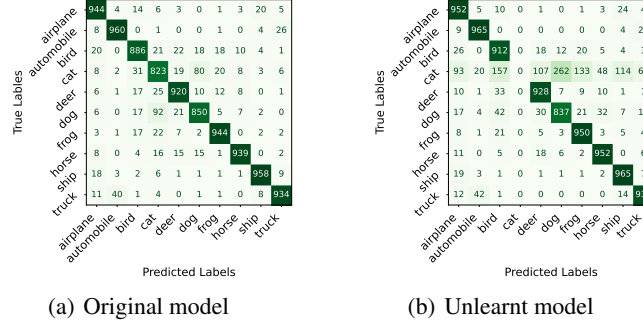 airplane 944 4 14 6 3 0 1 3 20 5
automobile 8 960 0 1 0 0 1 0 4 26
bird 20 0 886 21 22 18 18 10 4 1
cat 8 2 31 823 19 80 20 8 3 6
deer 6 1 17 25 920 10 12 8 0 1
dog 6 0 17 92 21 850 5 7 0 2
frog 3 1 17 22 7 2 944 0 2 2
horse 8 0 4 16 15 15 1 939 0 2
ship 18 3 2 6 1 1 1 1 958 9
truck 11 40 1 4 0 1 1 0 8 934
True Lables
airplane automobile bird cat deer dog frog horse ship truck
Predicted Labels
(a) Original model
airplane 952 5 10 0 1 0 1 3 24
automobile 9 965 0 0 0 0 1 0 5
bird 26 0 912 0 18 12 20 5 4
cat 93 20 157 0 107 262 133 48 114
deer 10 1 33 0 928 7 10 9 1
dog 17 4 42 0 30 837 21 32 7
frog 8 1 21 0 5 3 950 5 4
horse 11 0 5 0 18 6 2 952 0
ship 19 3 1 0 1 1 1 2 965
truck 12 42 1 0 0 0 0 0 14
True Lables
airplane automobile bird cat deer dog frog horse ship truck
Predicted Labels
(b) Unlearnt model